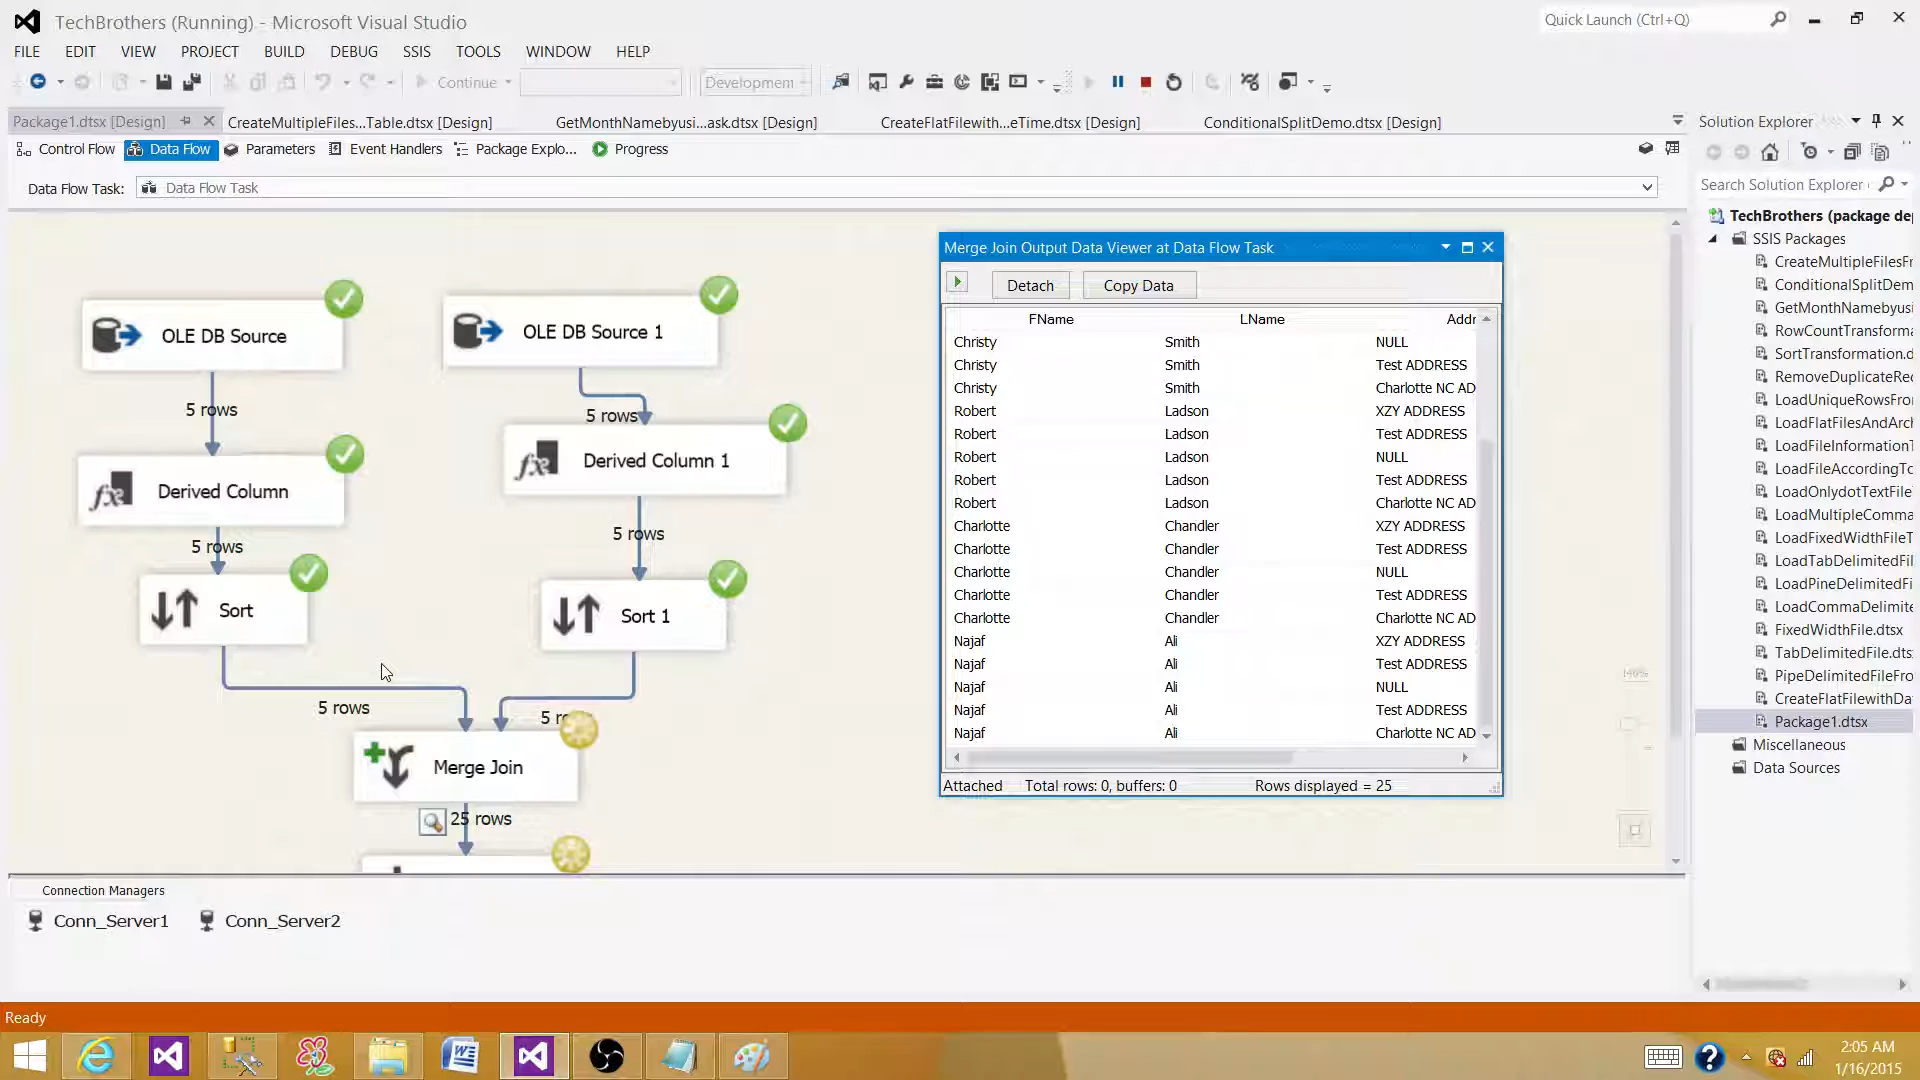 TechBrothers (Running) - Microsoft Visual Studio
Quick Launch (Ctrl+Q)
FILE EDIT VIEW PROJECT BUILD DEBUG SSIS TOOLS WINDOW HELP
Continue
Development
Package1.dtsx [Design] CreateMultipleFiles...Table.dtsx [Design] GetMonthNamebyusi...ask.dtsx [Design] CreateFlatFilewith...eTime.dtsx [Design] ConditionalSplitDemo.dtsx [Design]
Control Flow Data Flow Parameters Event Handlers Package Explo... Progress
Data Flow Task: Data Flow Task
OLE DB Source
5 rows
Derived Column
5 rows
Sort
5 rows
OLE DB Source 1
5 rows
fx
Derived Column 1
5 rows
Sort 1
Merge Join
25 rows
Merge Join Output Data Viewer at Data Flow Task
Detach Copy Data
FName LName Addr
Christy Smith NULL
Christy Smith Test ADDRESS
Christy Smith Charlotte NC AD
Robert Ladson XZY ADDRESS
Robert Ladson Test ADDRESS
Robert Ladson NULL
Robert Ladson Test ADDRESS
Robert Ladson Charlotte NC AD
Charlotte Chandler XZY ADDRESS
Charlotte Chandler Test ADDRESS
Charlotte Chandler NULL
Charlotte Chandler Test ADDRESS
Charlotte Chandler Charlotte NC AD
Najaf Ali XZY ADDRESS
Najaf Ali Test ADDRESS
Najaf Ali NULL
Najaf Ali Test ADDRESS
Najaf Ali Charlotte NC AD
Attached Total rows: 0, buffers: 0 Rows displayed = 25
Connection Managers
Conn_Server1 Conn_Server2
Solution Explorer
Search Solution Explorer
TechBrothers (package de
SSIS Packages
CreateMultipleFilesFr
ConditionalSplitDem
GetMonthNamebyusi
RowCountTransforma
SortTransformation.d
RemoveDuplicateRec
LoadUniqueRowsFro
LoadFlatFilesAndArch
LoadFileInformationT
LoadFileAccordingTo
LoadOnlydotTextFile
LoadMultipleComma
LoadFixedWidthFileT
LoadTabDelimitedFil
LoadPineDelimitedFi
LoadCommaDelimite
FixedWidthFile.dtsx
TabDelimitedFile.dts
PipeDelimitedFileFro
CreateFlatFilewithDa
Package1.dtsx
Miscellaneous
Data Sources
Ready
2:05 AM
1/16/2015